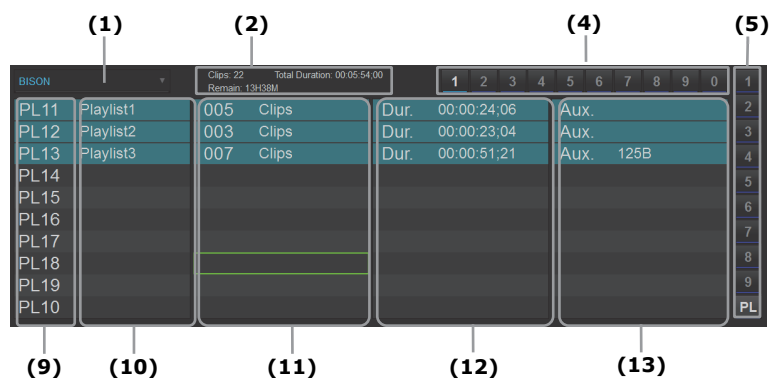 (1) (2) (4) (5)
BISON Clips: 22 Total Duration: 00:05:54;00 1 2 3 4 5 6 7 8 9 0 1
Remain: 13H38M
PL11 Playlist1 005 Clips Dur. 00:00:24;06 Aux. 2
PL12 Playlist2 003 Clips Dur. 00:00:23;04 Aux. 3
PL13 Playlist3 007 Clips Dur. 00:00:51;21 Aux. 125B 4
PL14
PL15 5
PL16 6
PL17 7
PL18 8
PL19 9
PL10 PL
(9) (10) (11) (12) (13)